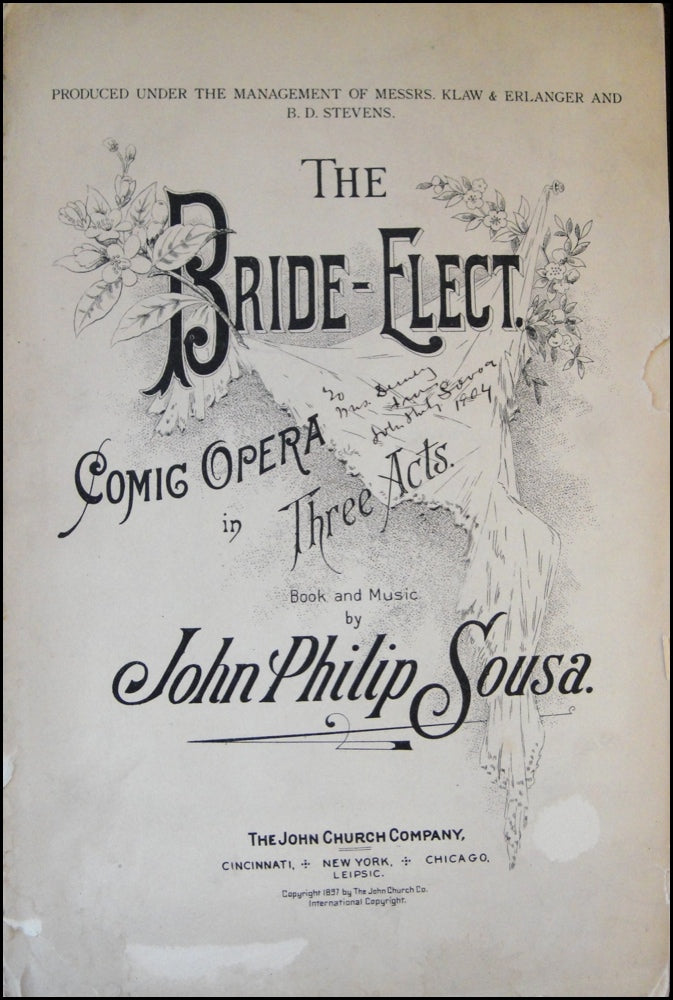 PRODUCED UNDER THE MANAGEMENT OF MESSRS. KLAW & ERLANGER AND
B. D. STEVENS.
THE
BRIDE-ELECT.
To
Mrs.
John Philip Sousa
1904
COMIC OPERA
in Three Acts.
Book and Music
by
John Philip Sousa.
THE JOHN CHURCH COMPANY,
CINCINNATI, ÷ NEW YORK, ÷ CHICAGO,
LEIPSIC.
Copyright 1897 by The John Church Co.
International Copyright.